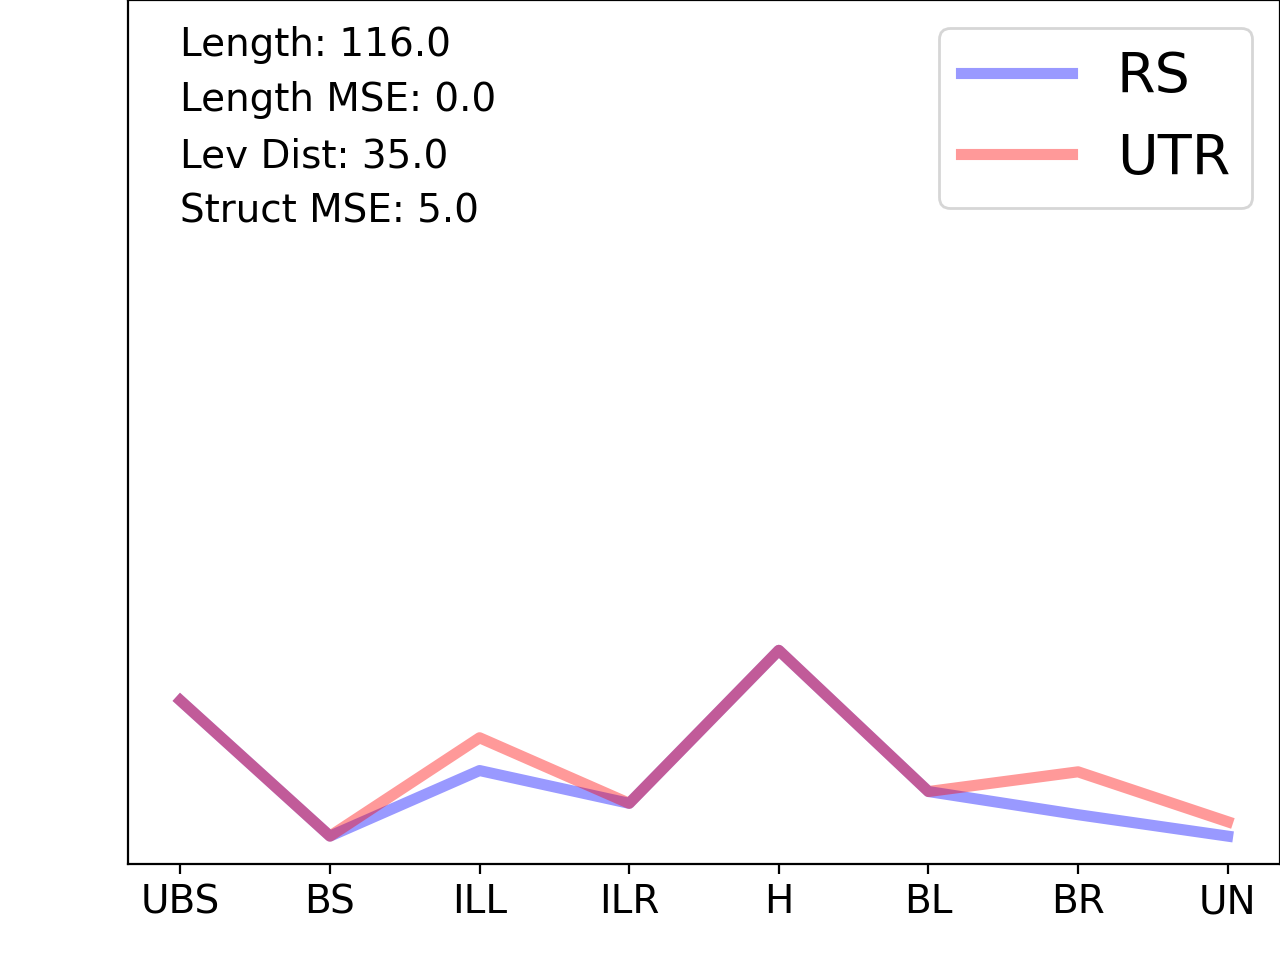 Length: 116.0
Length MSE: 0.0
Lev Dist: 35.0
Struct MSE: 5.0
RS
UTR
UBS BS ILL ILR H BL BR UN